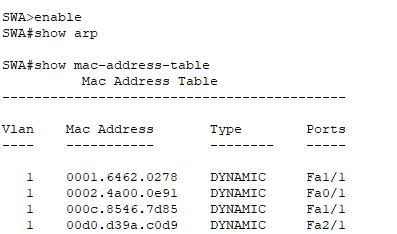 SWA>enable
SWA#show arp
SWA#show mac-address-table
Mac Address Table
-------------------------------------------
Vlan    Mac Address       Type        Ports
----    -----------       --------    -----
1    0001.6462.0278    DYNAMIC     Fa1/1
1    0002.4a00.0e91    DYNAMIC     Fa0/1
1    000c.8546.7d85    DYNAMIC     Fa1/1
1    00d0.d39a.c0d9    DYNAMIC     Fa2/1